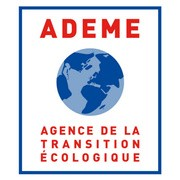 ADEME
AGENCE DE LA
TRANSITION
ÉCOLOGIQUE